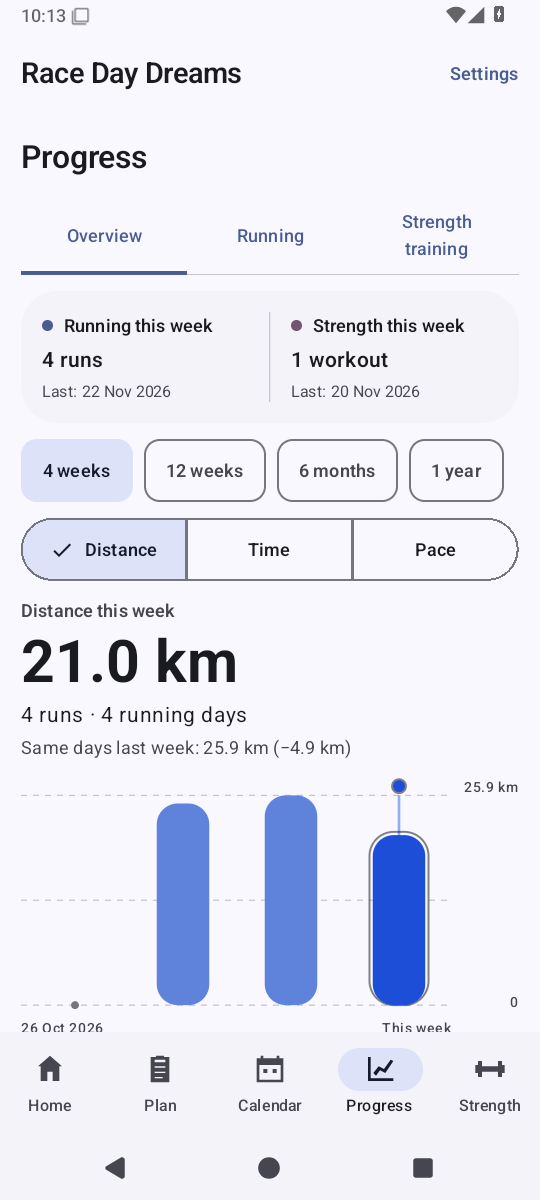 10:13
Race Day Dreams
Settings
Progress
Overview
Running
Strength
training
Running this week
4 runs
Last: 22 Nov 2026
Strength this week
1 workout
Last: 20 Nov 2026
4 weeks
12 weeks
6 months
1 year
Distance
Time
Pace
Distance this week
21.0 km
4 runs · 4 running days
Same days last week: 25.9 km (−4.9 km)
25.9 km
0
26 Oct 2026
This week
Home
Plan
Calendar
Progress
Strength